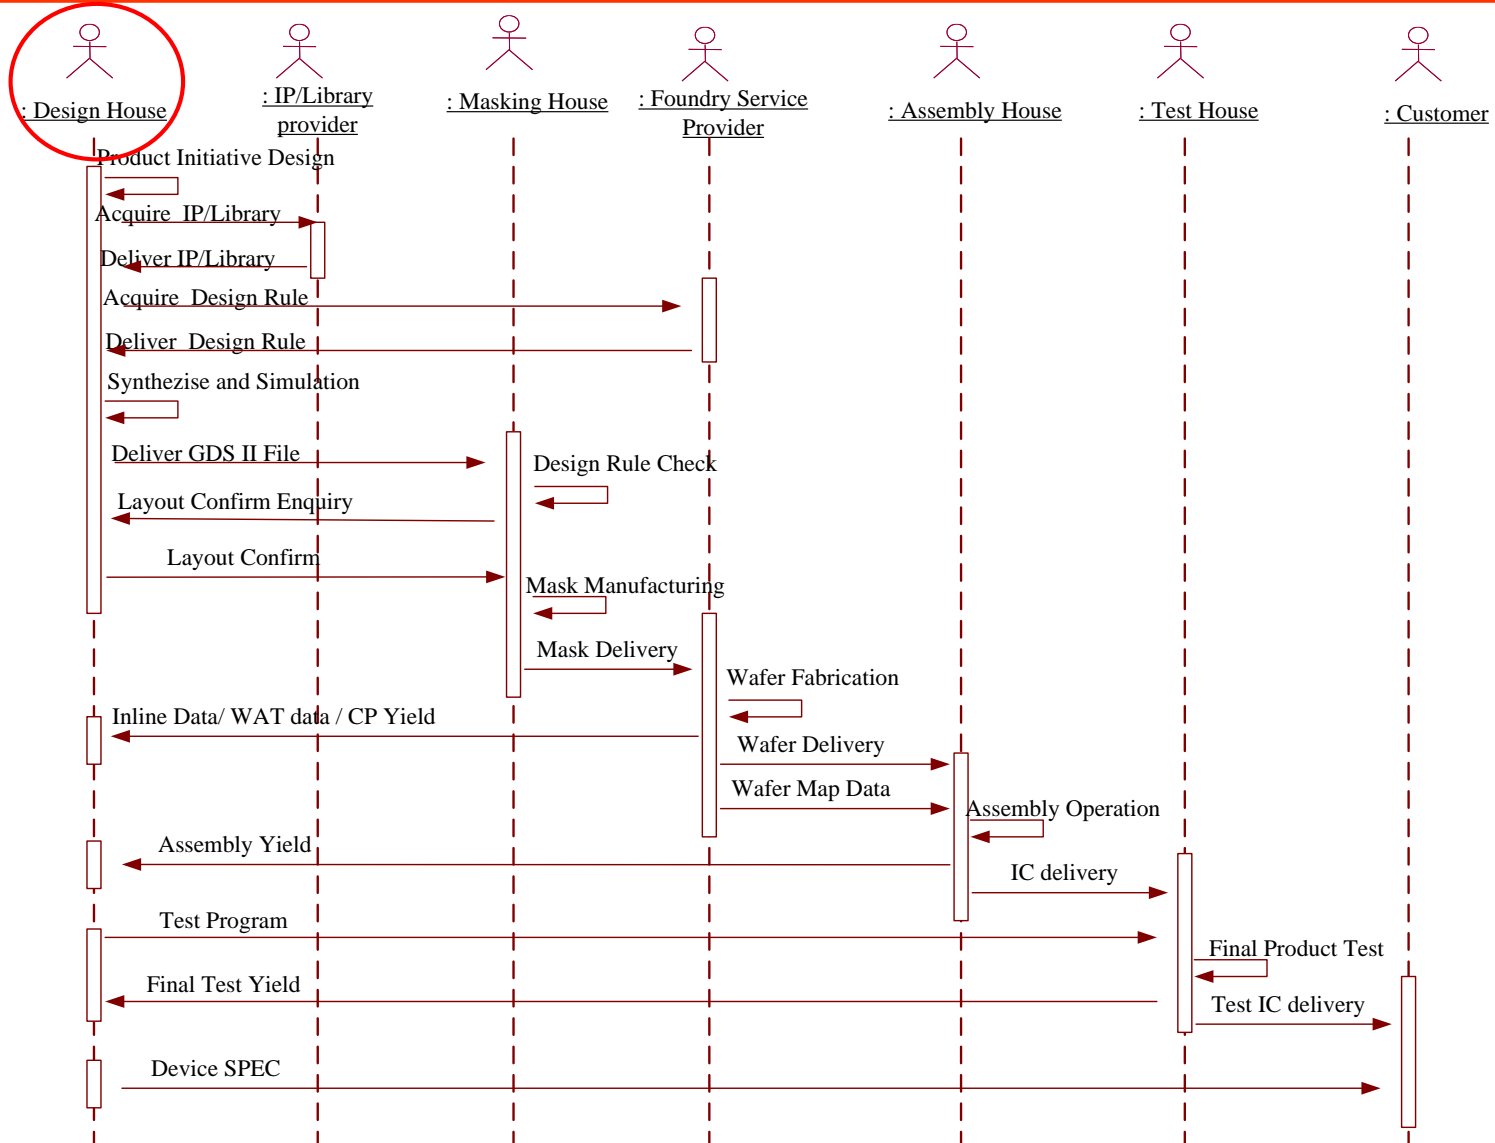 : Design House
: IP/Library
provider
: Masking House
: Foundry Service
Provider
: Assembly House
: Test House
: Customer
Product Initiative Design
Acquire IP/Library
Deliver IP/Library
Acquire Design Rule
Deliver Design Rule
Synthezise and Simulation
Deliver GDS II File
Design Rule Check
Layout Confirm Enquiry
Layout Confirm
Mask Manufacturing
Mask Delivery
Wafer Fabrication
Inline Data/ WAT data / CP Yield
Wafer Delivery
Wafer Map Data
Assembly Operation
Assembly Yield
IC delivery
Test Program
Final Product Test
Final Test Yield
Test IC delivery
Device SPEC